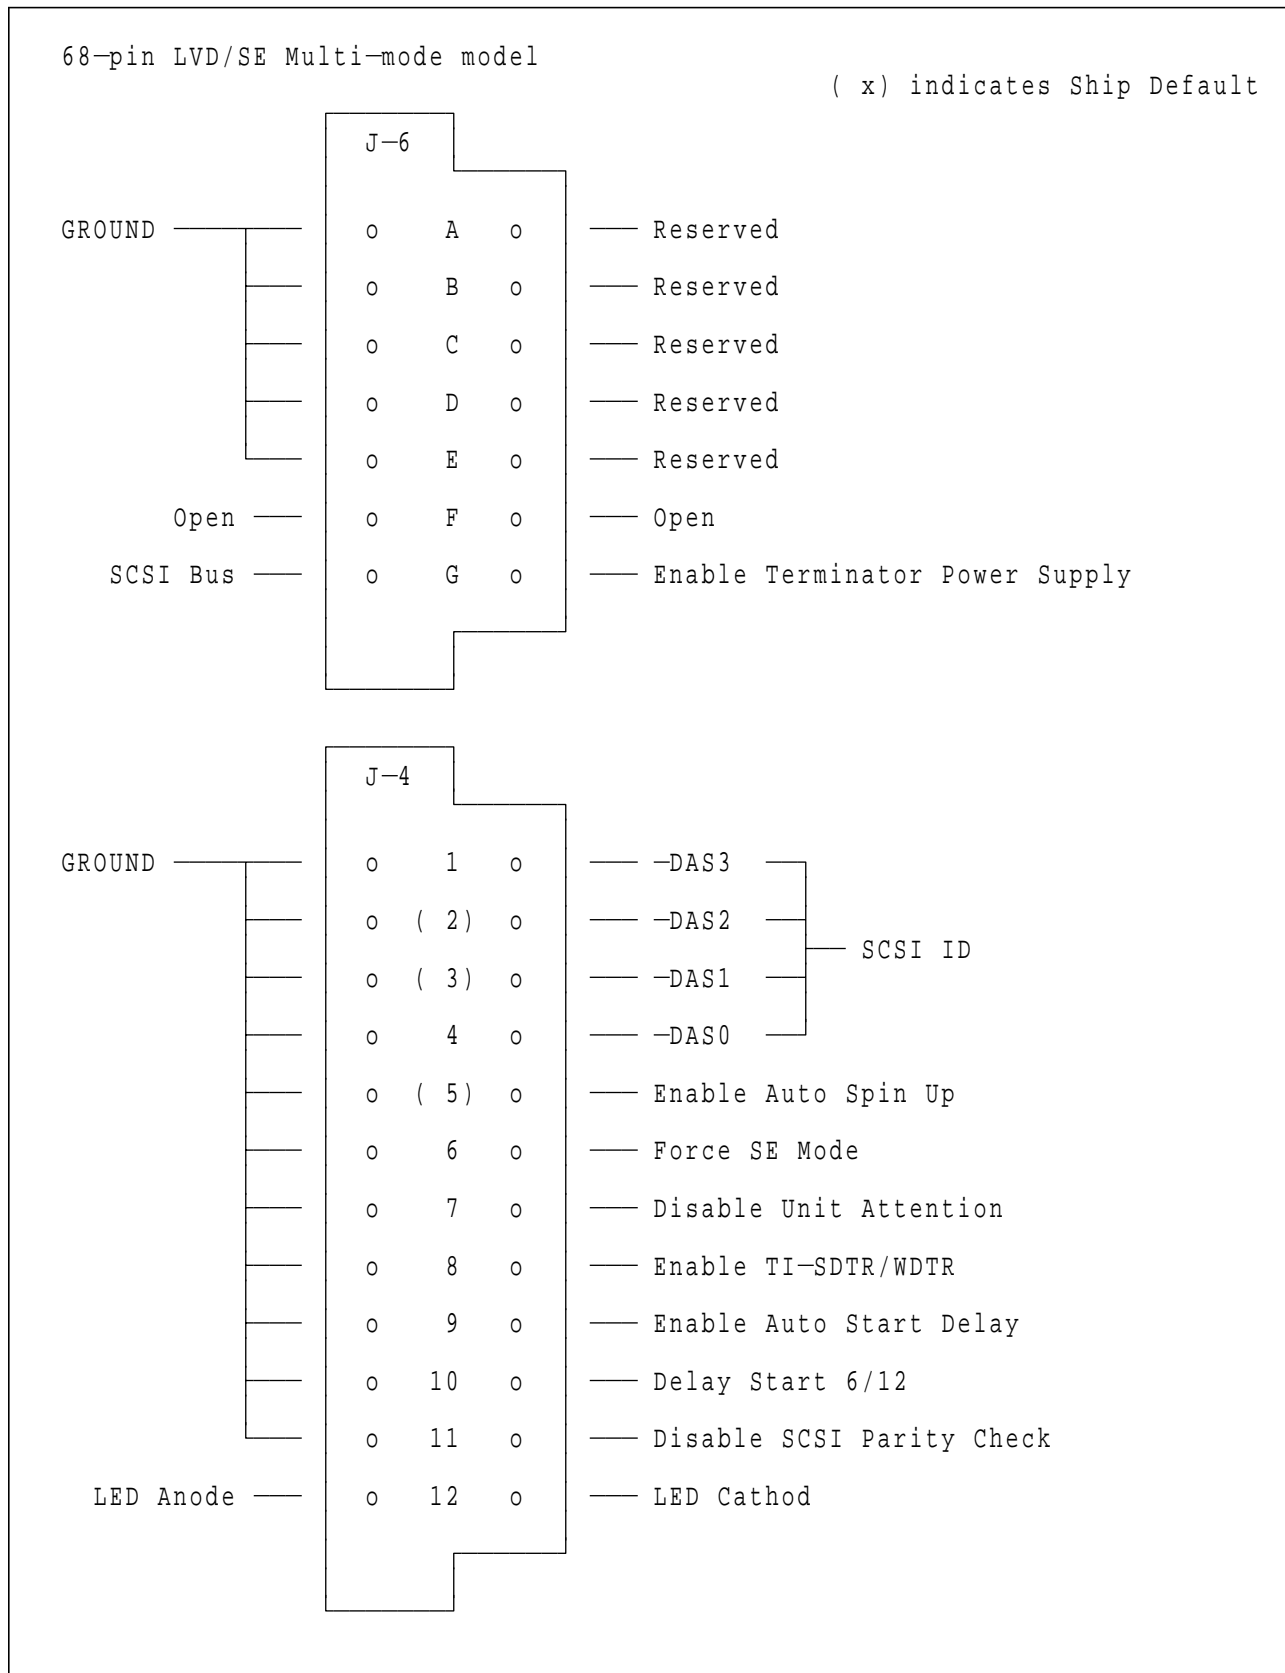 68-pin LVD/SE Multi-mode model
( x) indicates Ship Default
J-6
GROUND o A o Reserved
o B o Reserved
o C o Reserved
o D o Reserved
o E o Reserved
Open o F o Open
SCSI Bus o G o Enable Terminator Power Supply
J-4
GROUND o 1 o -DAS3
o ( 2) o -DAS2
SCSI ID
o ( 3) o -DAS1
o 4 o -DAS0
o ( 5) o Enable Auto Spin Up
o 6 o Force SE Mode
o 7 o Disable Unit Attention
o 8 o Enable TI-SDTR/WDTR
o 9 o Enable Auto Start Delay
o 10 o Delay Start 6/12
o 11 o Disable SCSI Parity Check
LED Anode o 12 o LED Cathod